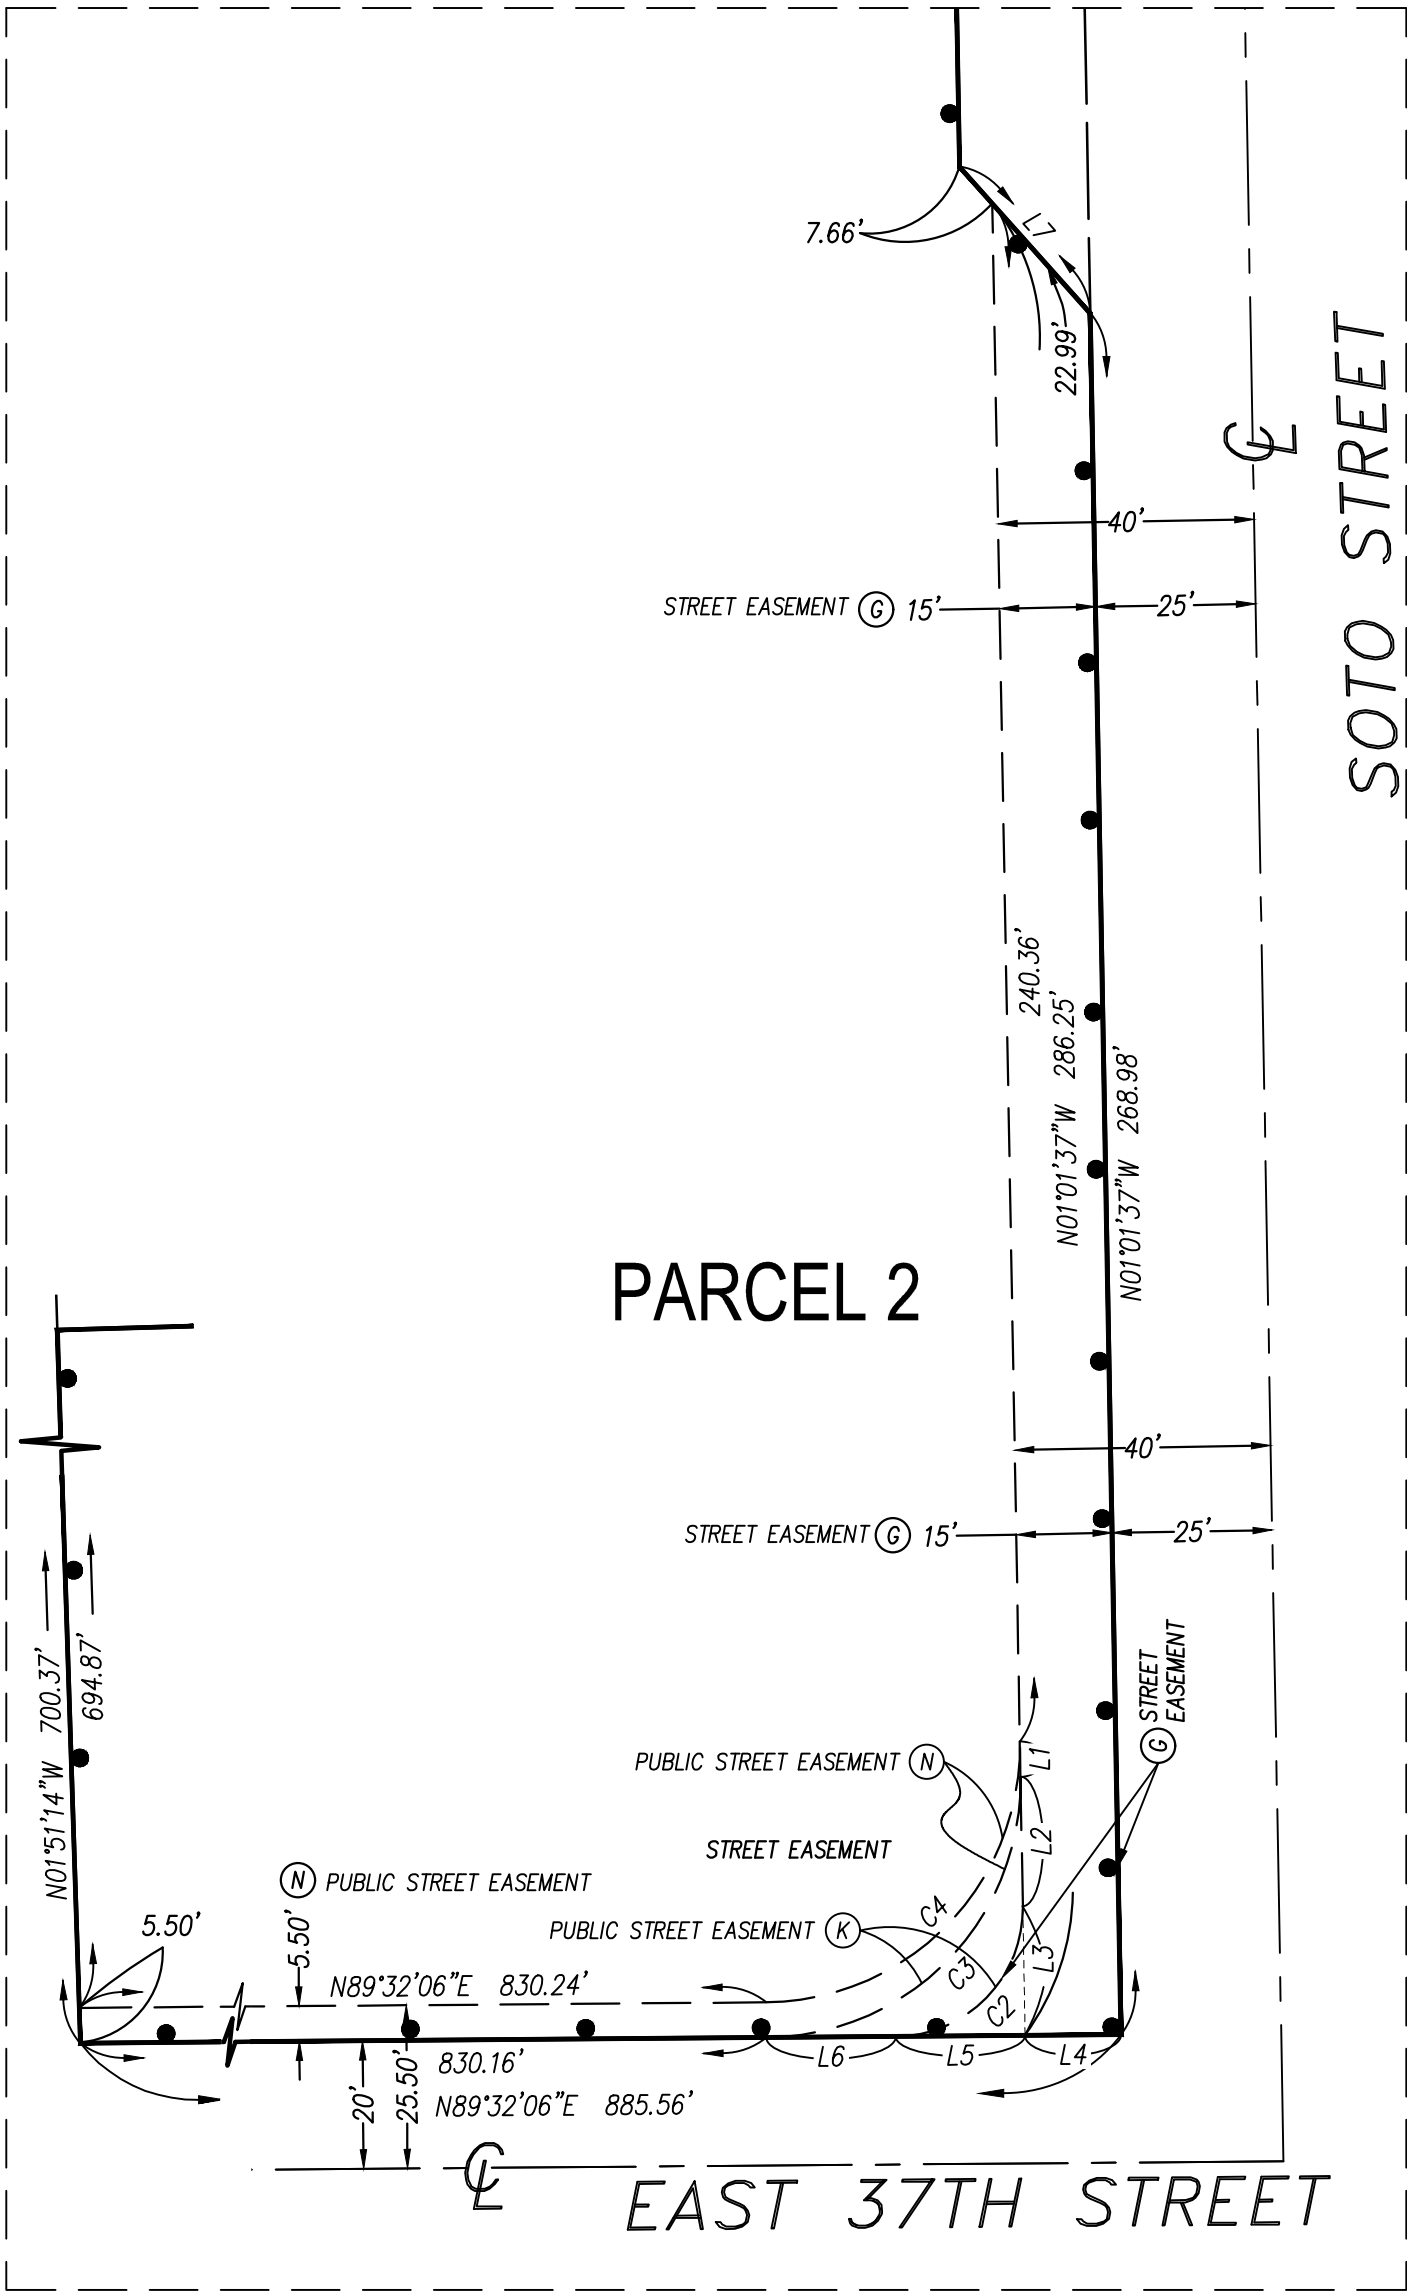 7.66'
L7
22.99'
℄
SOTO STREET
40'
STREET EASEMENT G 15'
25'
240.36'
N01°01'37"W 286.25'
N01°01'37"W 268.98'
PARCEL 2
40'
STREET EASEMENT G 15'
25'
N01°51'14"W 700.37'
694.87'
STREET
EASEMENT
G
PUBLIC STREET EASEMENT N
L1
STREET EASEMENT
L2
N PUBLIC STREET EASEMENT
PUBLIC STREET EASEMENT K
C4
5.50'
5.50'
C3
L3
C2
N89°32'06"E 830.24'
830.16'
L6
L5
L4
20'
25.50'
N89°32'06"E 885.56'
℄
EAST 37TH STREET